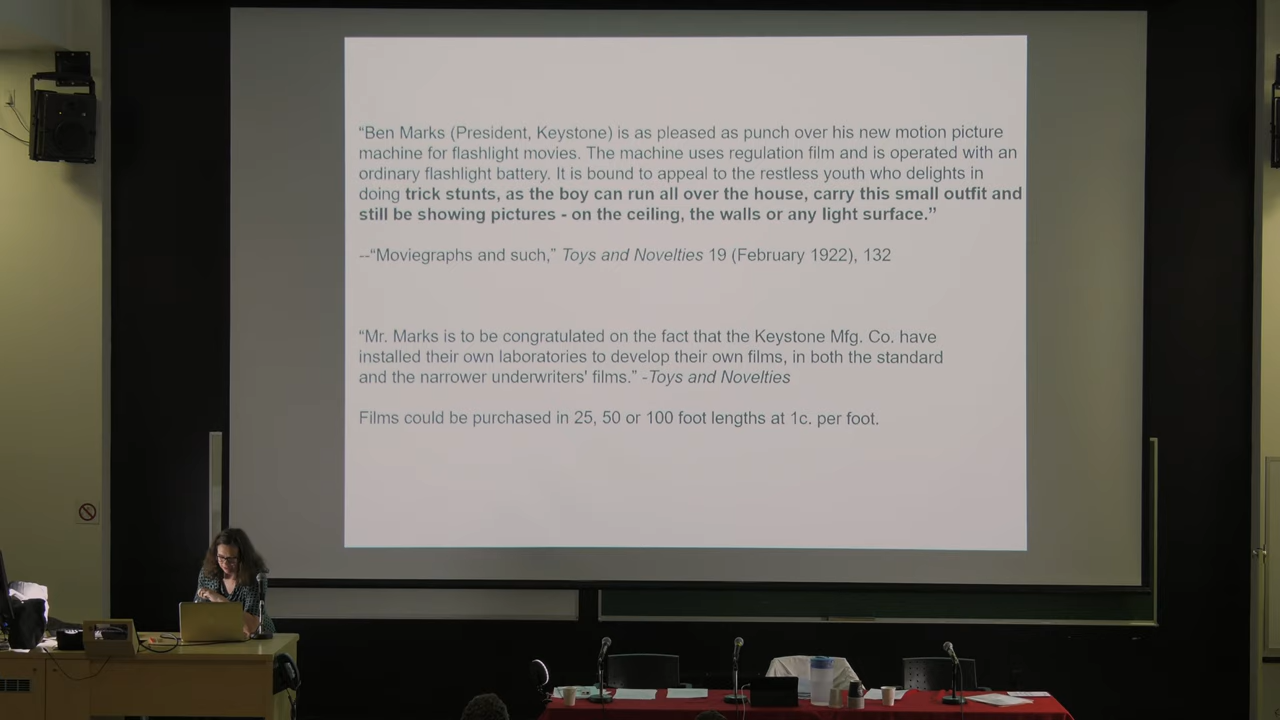 “Ben Marks (President, Keystone) is as pleased as punch over his new motion picture
machine for flashlight movies. The machine uses regulation film and is operated with an
ordinary flashlight battery. It is bound to appeal to the restless youth who delights in
doing trick stunts, as the boy can run all over the house, carry this small outfit and
still be showing pictures - on the ceiling, the walls or any light surface.”
--“Moviegraphs and such,” Toys and Novelties 19 (February 1922), 132
“Mr. Marks is to be congratulated on the fact that the Keystone Mfg. Co. have
installed their own laboratories to develop their own films, in both the standard
and the narrower underwriters' films.” -Toys and Novelties
Films could be purchased in 25, 50 or 100 foot lengths at 1c. per foot.